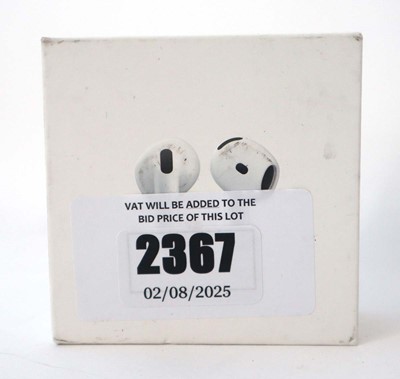 VAT WILL BE ADDED TO THE
BID PRICE OF THIS LOT
2367
02/08/2025